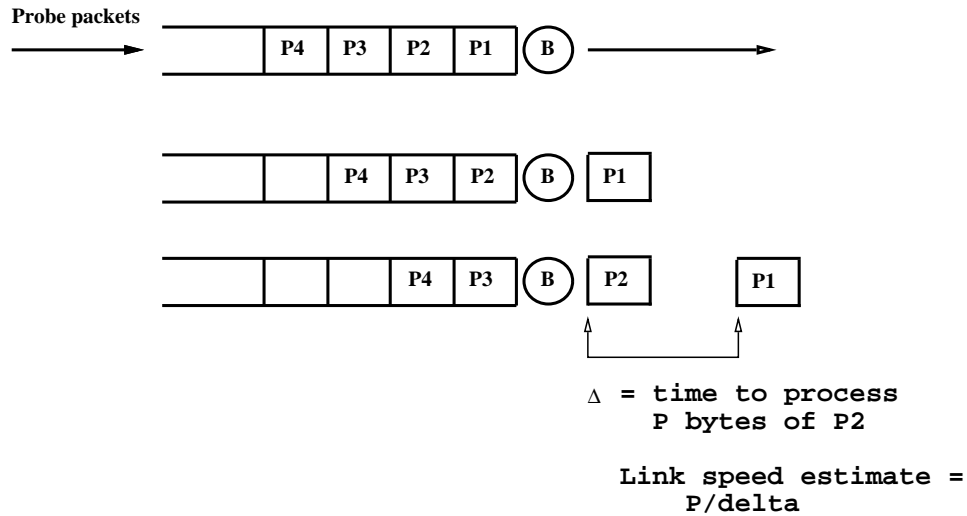 Probe packets
P4 P3 P2 P1 B
P4 P3 P2 B P1
P4 P3 B P2 P1
Δ = time to process
P bytes of P2
Link speed estimate =
P/delta